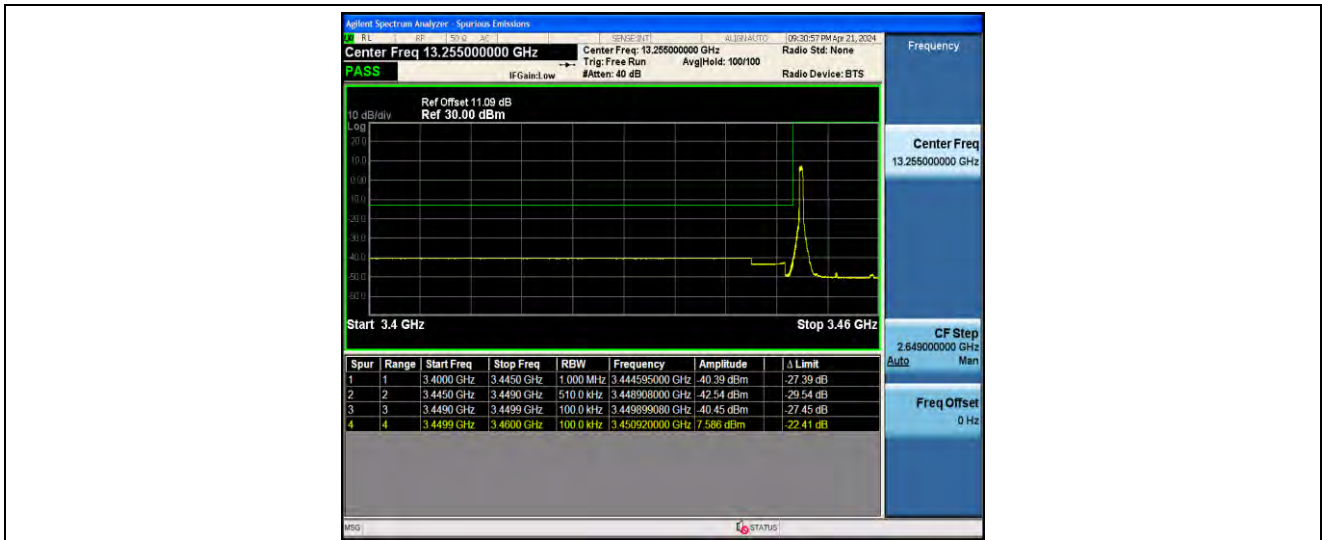 Agilent Spectrum Analyzer - Spurious Emissions
RL RF 50 Ω AC SENSE:INT ALIGNAUTO 09:30:57 PM Apr 21, 2024
Center Freq 13.255000000 GHz
Center Freq: 13.255000000 GHz
Radio Std: None
Trig: Free Run Avg|Hold: 100/100
PASS
IFGain:Low
#Atten: 40 dB
Radio Device: BTS
Ref Offset 11.09 dB
10 dB/div Ref 30.00 dBm
Log
20.0
10.0
0.00
-10.0
-20.0
-30.0
-40.0
-50.0
-60.0
Start 3.4 GHz Stop 3.46 GHz
Spur Range Start Freq Stop Freq RBW Frequency Amplitude Δ Limit
1 1 3.4000 GHz 3.4450 GHz 1.000 MHz 3.444595000 GHz -40.39 dBm -27.39 dB
2 2 3.4450 GHz 3.4490 GHz 510.0 kHz 3.448908000 GHz -42.54 dBm -29.54 dB
3 3 3.4490 GHz 3.4499 GHz 100.0 kHz 3.449899080 GHz -40.45 dBm -27.45 dB
4 4 3.4499 GHz 3.4600 GHz 100.0 kHz 3.450920000 GHz 7.586 dBm -22.41 dB
MSG STATUS
Frequency
Center Freq
13.255000000 GHz
CF Step
2.649000000 GHz
Auto Man
Freq Offset
0 Hz